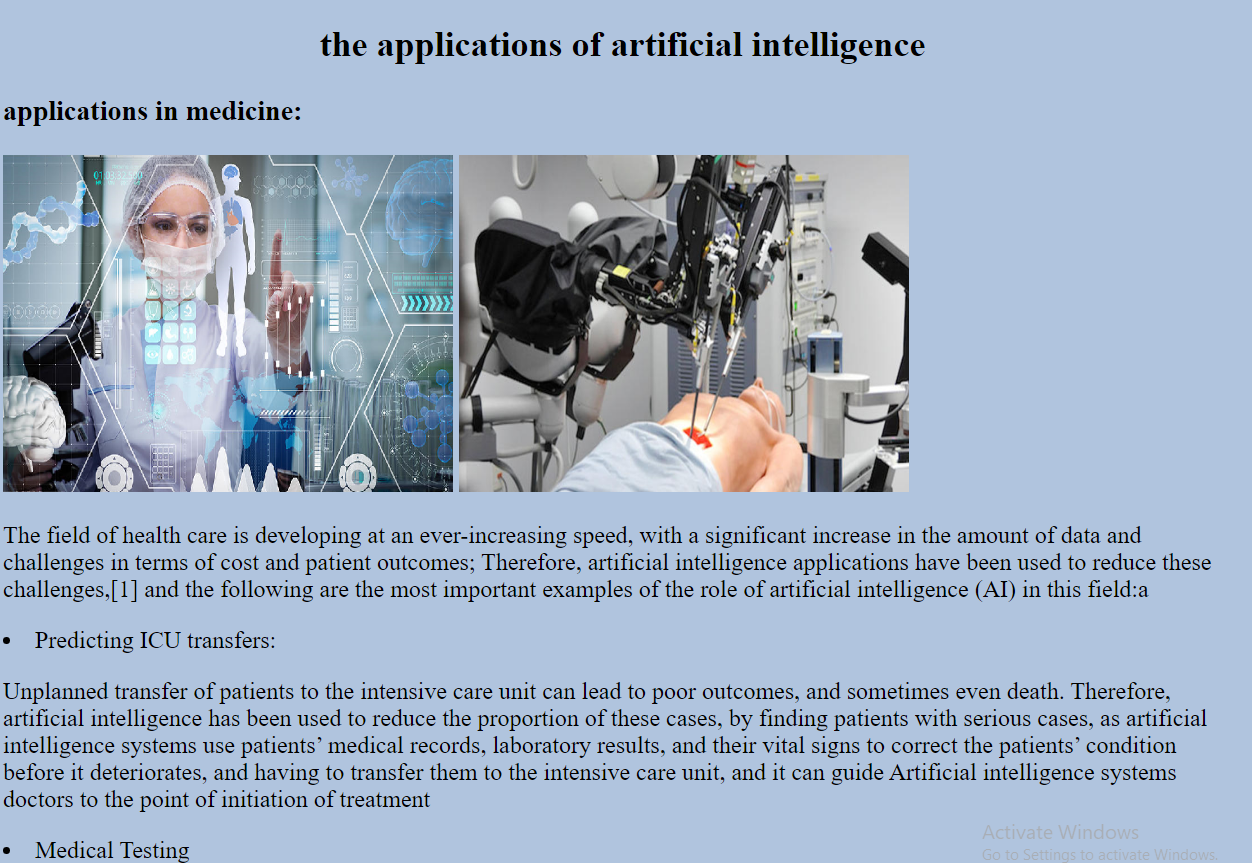 the applications of artificial intelligence
applications in medicine:
The field of health care is developing at an ever-increasing speed, with a significant increase in the amount of data and
challenges in terms of cost and patient outcomes; Therefore, artificial intelligence applications have been used to reduce these
challenges,[1] and the following are the most important examples of the role of artificial intelligence (AI) in this field:a
• Predicting ICU transfers:
Unplanned transfer of patients to the intensive care unit can lead to poor outcomes, and sometimes even death. Therefore,
artificial intelligence has been used to reduce the proportion of these cases, by finding patients with serious cases, as artificial
intelligence systems use patients’ medical records, laboratory results, and their vital signs to correct the patients’ condition
before it deteriorates, and having to transfer them to the intensive care unit, and it can guide Artificial intelligence systems
doctors to the point of initiation of treatment
• Medical Testing
Activate Windows
Go to Settings to activate Windows.